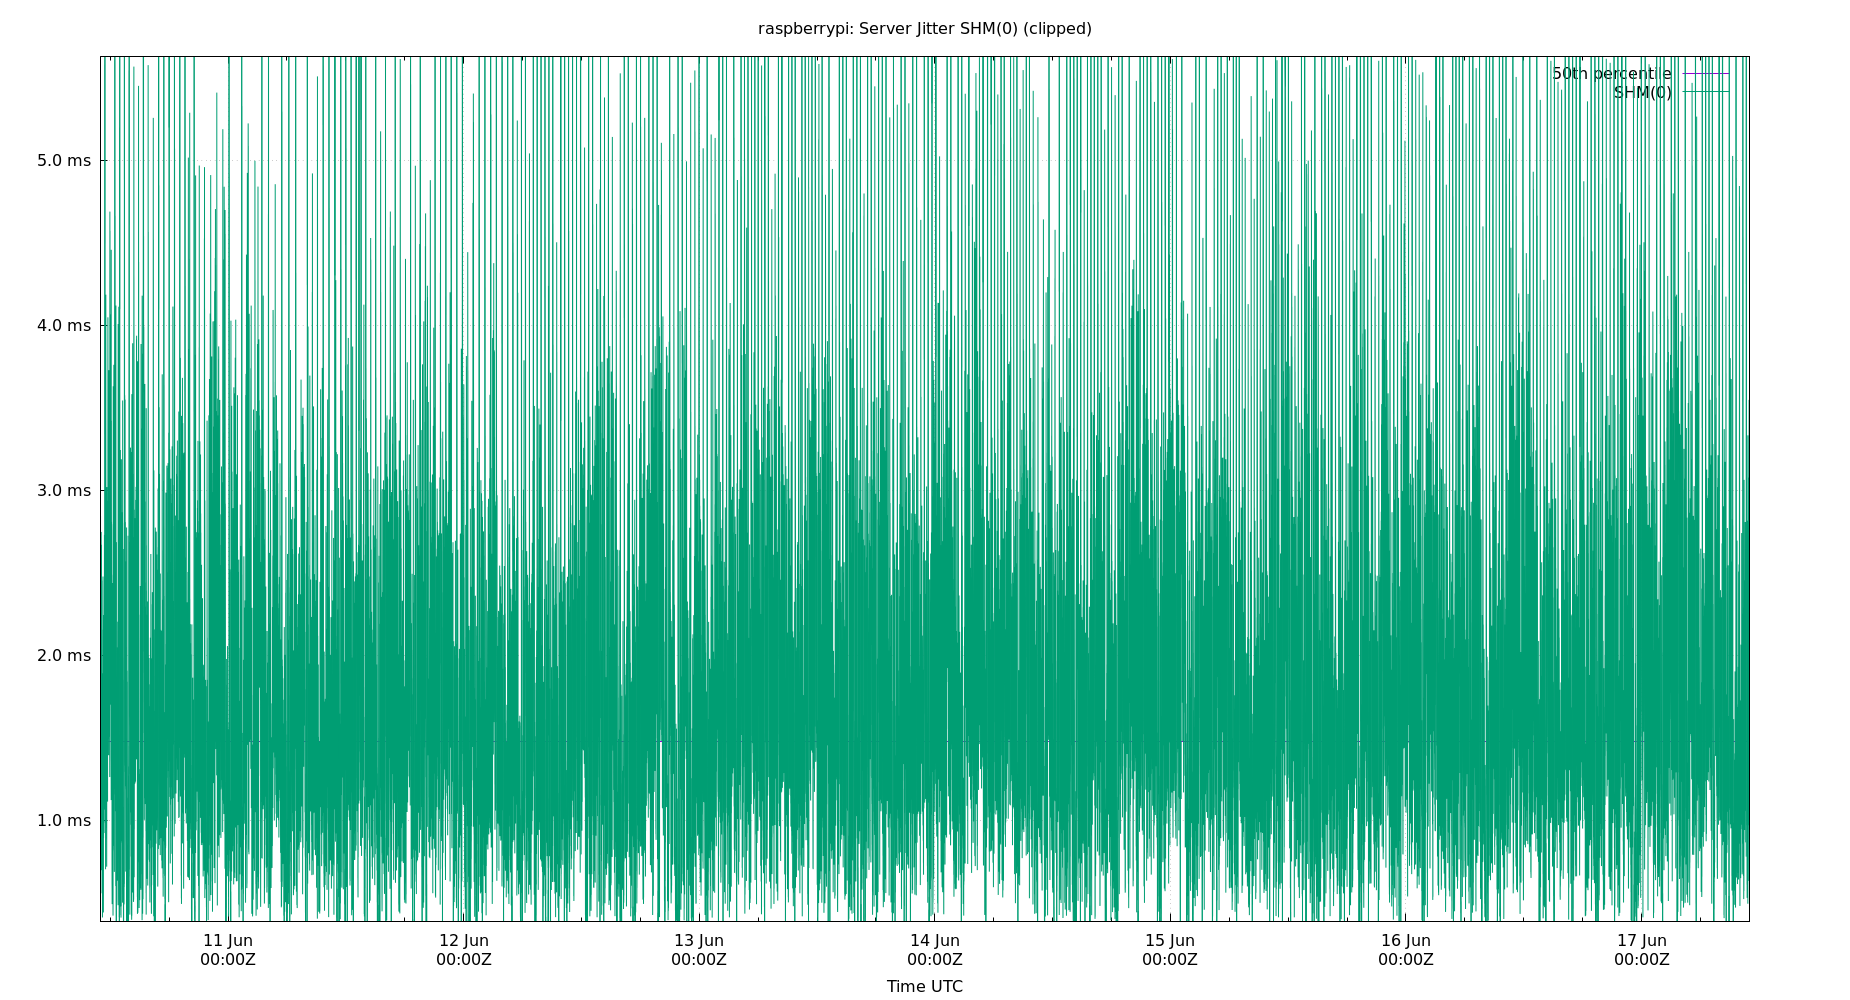 raspberrypi: Server Jitter SHM(0) (clipped)
50th percentile
SHM(0)
5.0 ms
4.0 ms
3.0 ms
2.0 ms
1.0 ms
11 Jun 12 Jun 13 Jun 14 Jun 15 Jun 16 Jun 17 Jun
00:00Z 00:00Z 00:00Z 00:00Z 00:00Z 00:00Z 00:00Z
Time UTC